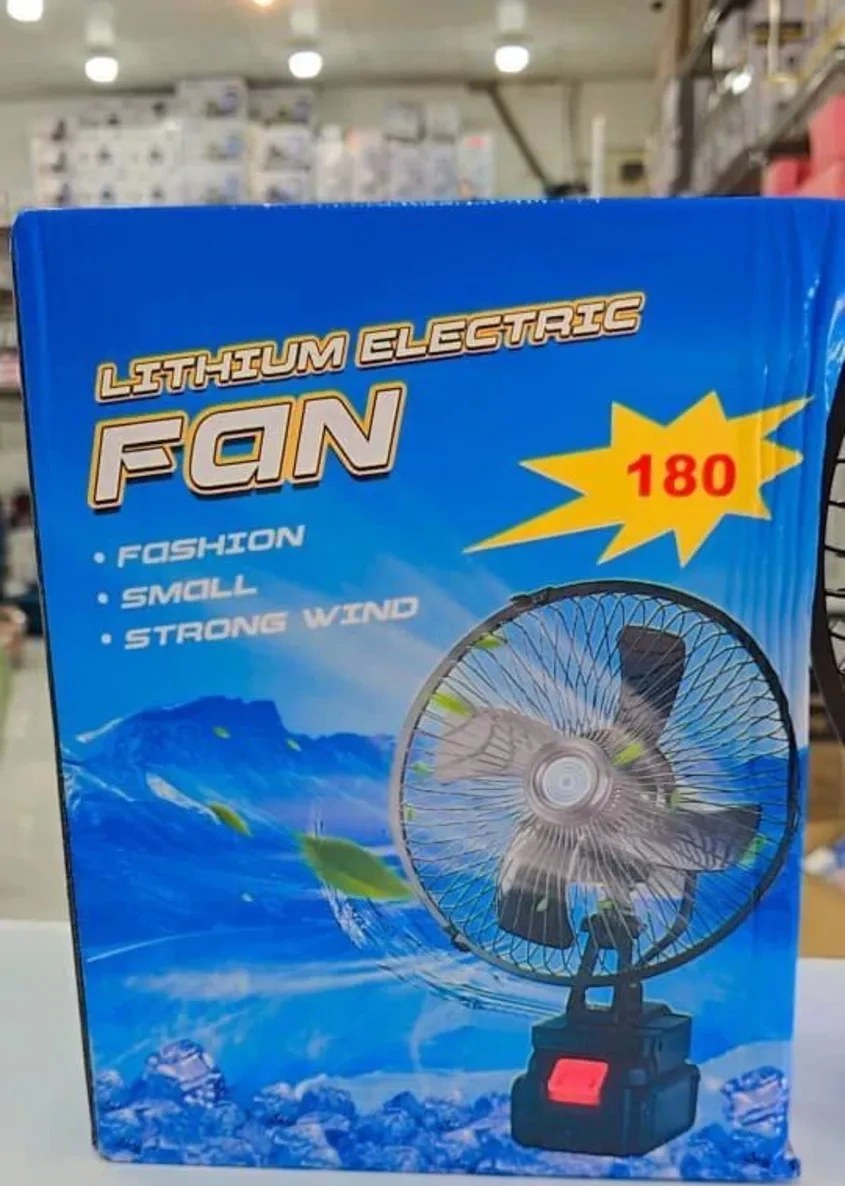 LITHIUM ELECTRIC
FAN
180
• FASHION
• SMALL
• STRONG WIND